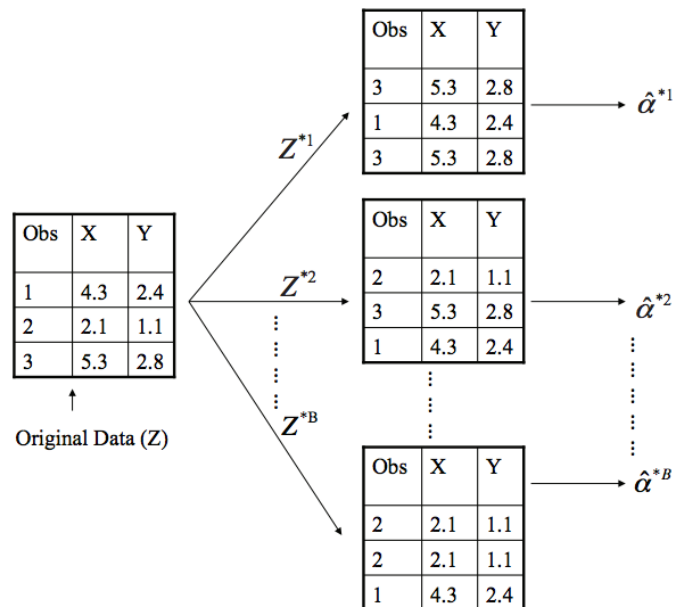 Obs X Y
3 5.3 2.8
1 4.3 2.4
3 5.3 2.8
α̂*1
Z*1
Obs X Y
1 4.3 2.4
2 2.1 1.1
3 5.3 2.8
Original Data (Z)
Z*2
Obs X Y
2 2.1 1.1
3 5.3 2.8
1 4.3 2.4
α̂*2
Z*B
Obs X Y
2 2.1 1.1
2 2.1 1.1
1 4.3 2.4
α̂*B